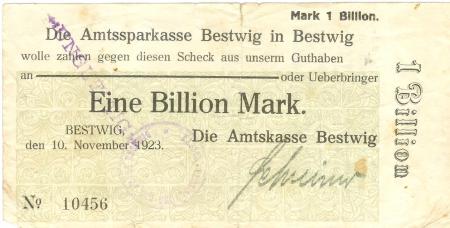 Mark 1 Billion.
Die Amtssparkasse Bestwig in Bestwig
wolle zahlen gegen diesen Scheck aus unserm Guthaben
an oder Ueberbringer
Eine Billion Mark.
BESTWIG,
den 10. November 1923.
Die Amtskasse Bestwig
No 10456
1 Billion